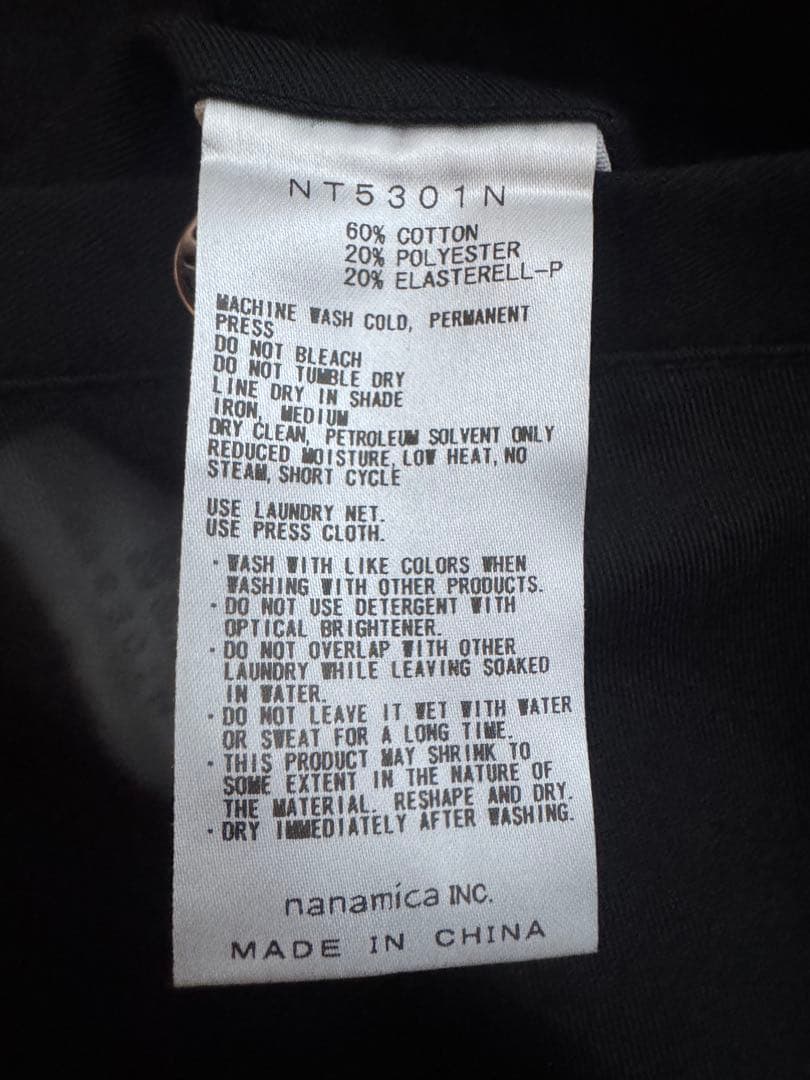 NT5301N
60% COTTON
20% POLYESTER
20% ELASTERELL-P
MACHINE WASH COLD, PERMANENT
PRESS
DO NOT BLEACH
DO NOT TUMBLE DRY
LINE DRY IN SHADE
IRON, MEDIUM
DRY CLEAN, PETROLEUM SOLVENT ONLY
REDUCED MOISTURE, LOW HEAT, NO
STEAM, SHORT CYCLE
USE LAUNDRY NET.
USE PRESS CLOTH.
・WASH WITH LIKE COLORS WHEN
WASHING WITH OTHER PRODUCTS.
・DO NOT USE DETERGENT WITH
OPTICAL BRIGHTENER.
・DO NOT OVERLAP WITH OTHER
LAUNDRY WHILE LEAVING SOAKED
IN WATER.
・DO NOT LEAVE IT WET WITH WATER
OR SWEAT FOR A LONG TIME.
・THIS PRODUCT MAY SHRINK TO
SOME EXTENT IN THE NATURE OF
THE MATERIAL. RESHAPE AND DRY.
・DRY IMMEDIATELY AFTER WASHING.
nanamica INC.
MADE IN CHINA